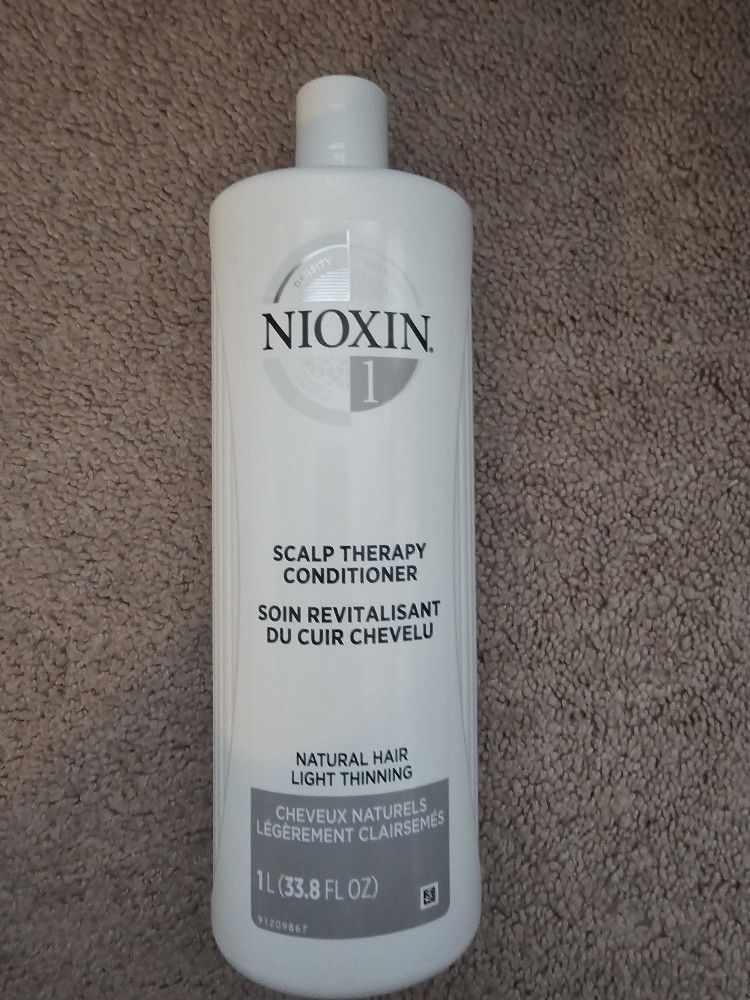 DENSITY
NIOXIN.
1
SCALP THERAPY
CONDITIONER
SOIN REVITALISANT
DU CUIR CHEVELU
NATURAL HAIR
LIGHT THINNING
CHEVEUX NATURELS
LÉGÈREMENT CLAIRSEMÉS
1 L (33.8 FL OZ)
91209867